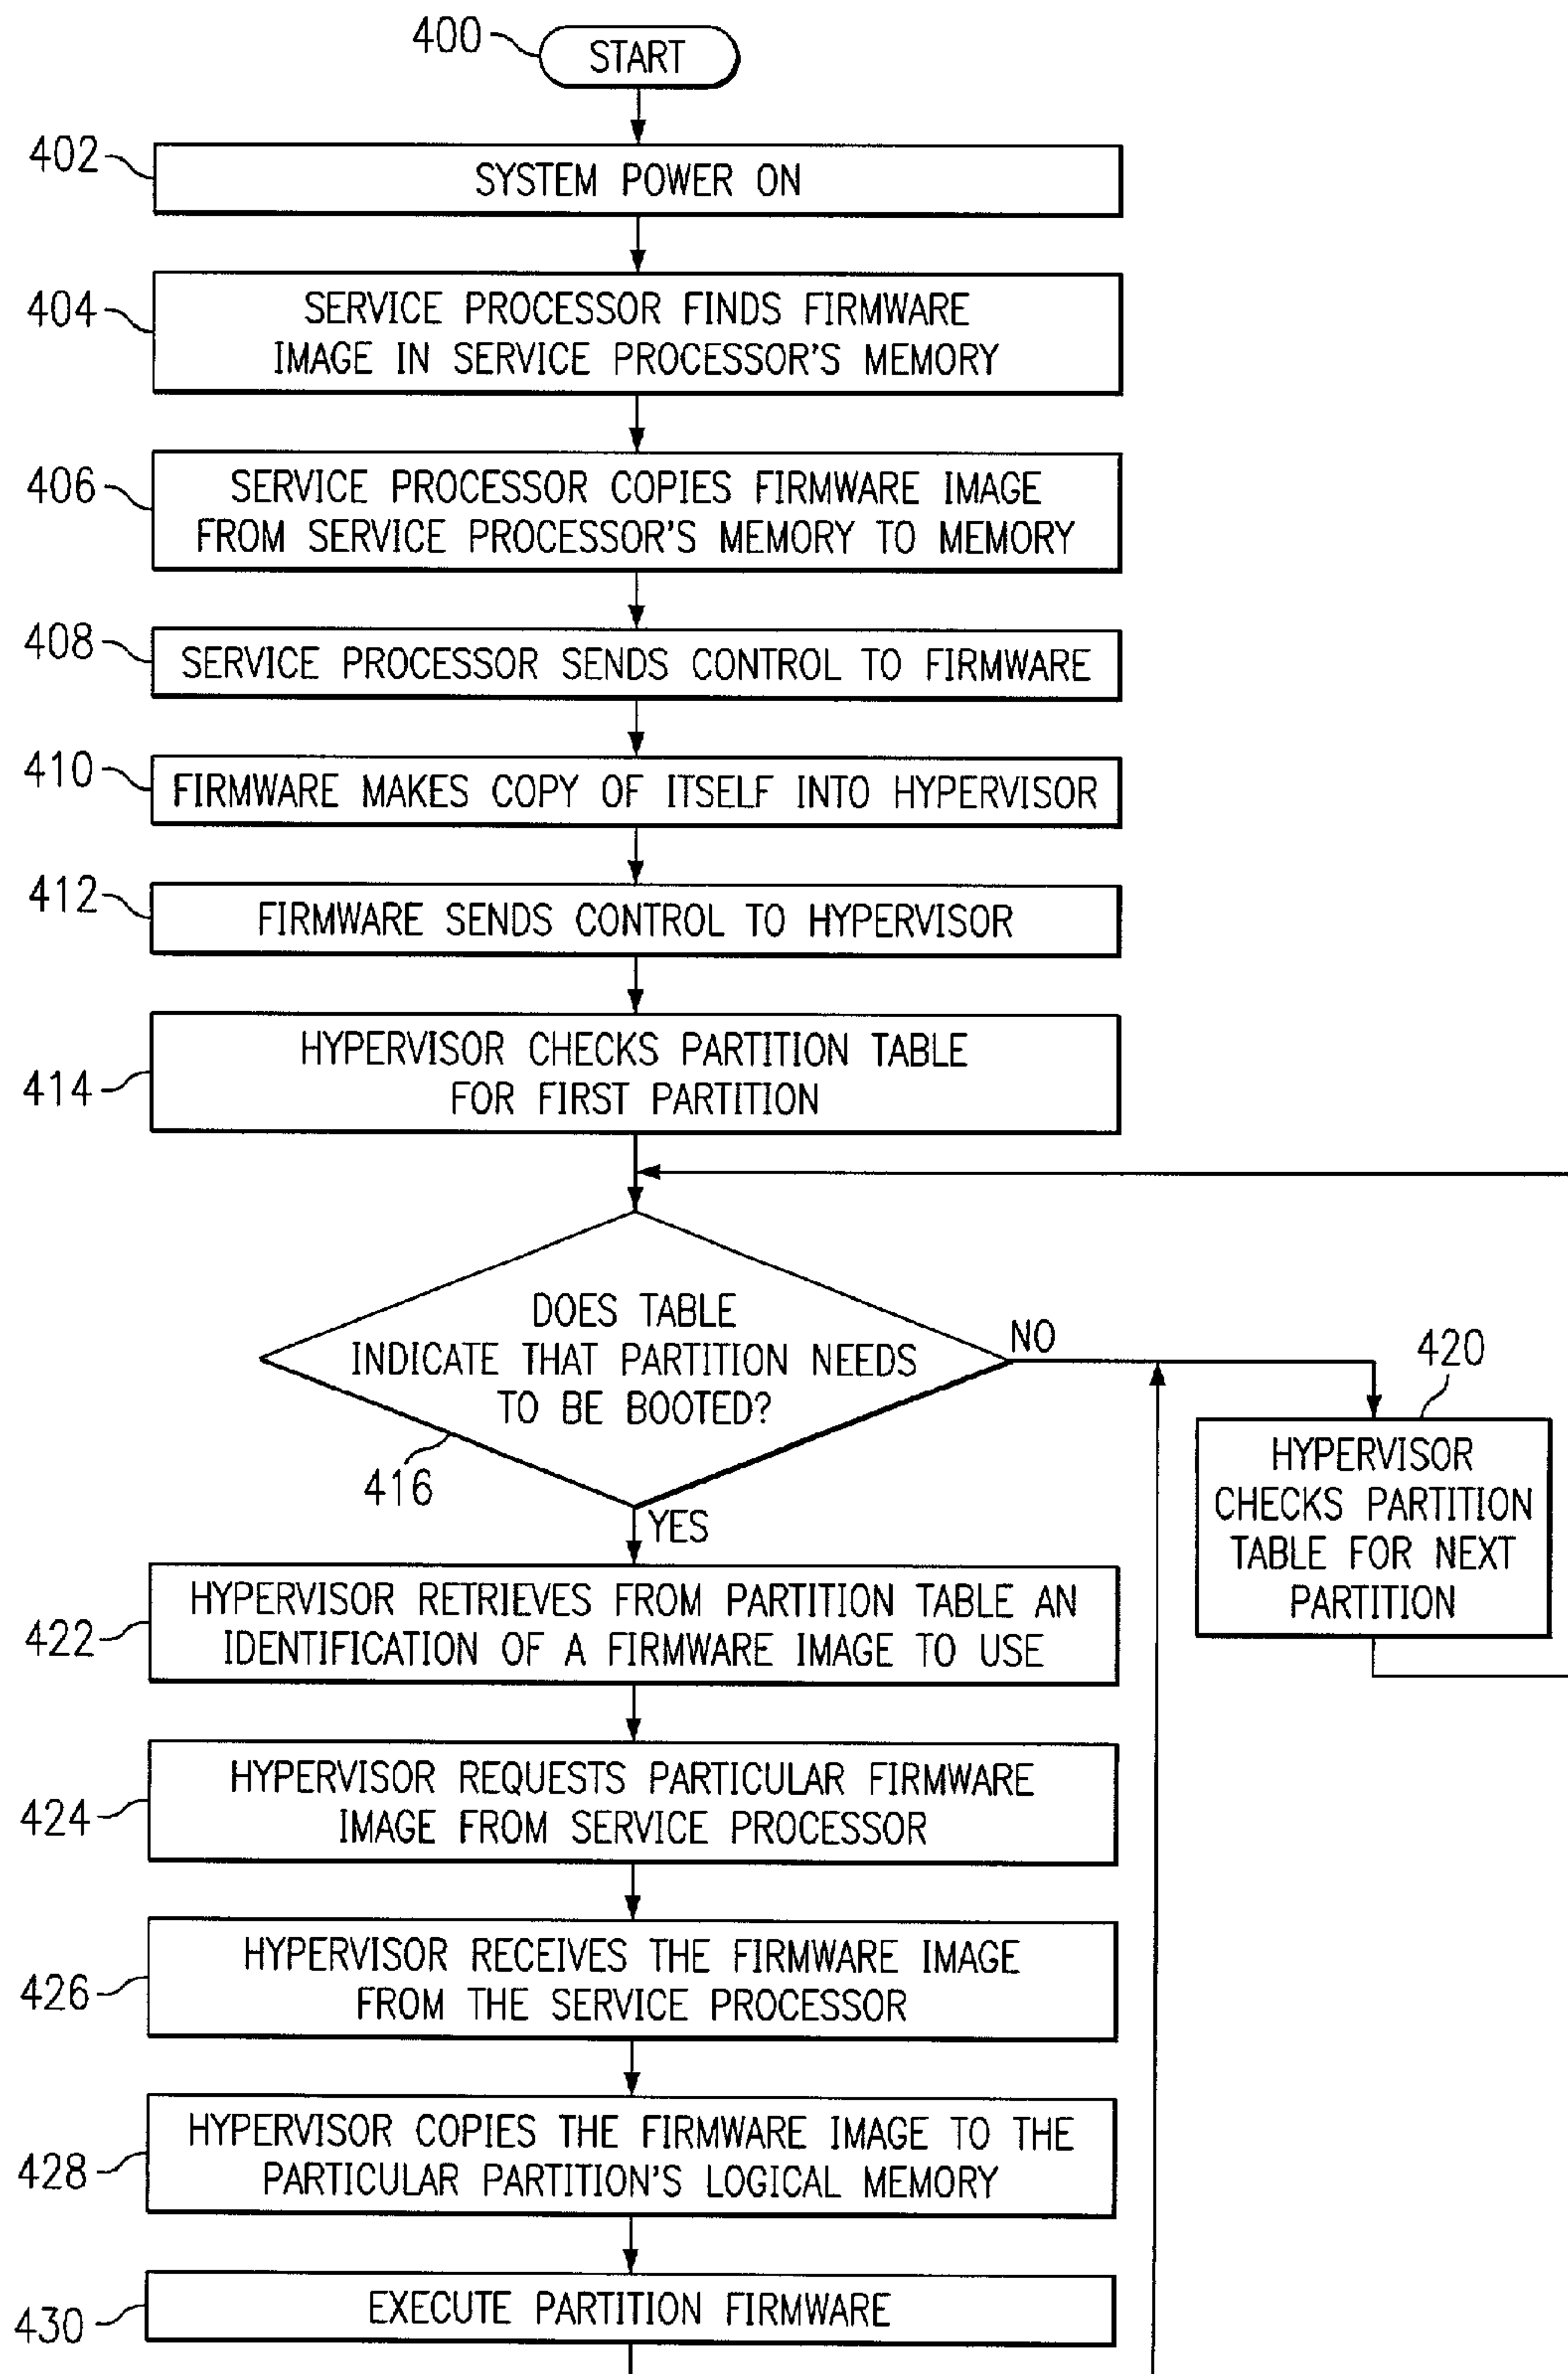 400
START
402
SYSTEM POWER ON
404
SERVICE PROCESSOR FINDS FIRMWARE
IMAGE IN SERVICE PROCESSOR'S MEMORY
406
SERVICE PROCESSOR COPIES FIRMWARE IMAGE
FROM SERVICE PROCESSOR'S MEMORY TO MEMORY
408
SERVICE PROCESSOR SENDS CONTROL TO FIRMWARE
410
FIRMWARE MAKES COPY OF ITSELF INTO HYPERVISOR
412
FIRMWARE SENDS CONTROL TO HYPERVISOR
414
HYPERVISOR CHECKS PARTITION TABLE
FOR FIRST PARTITION
DOES TABLE
INDICATE THAT PARTITION NEEDS
TO BE BOOTED?
416
NO
420
HYPERVISOR
CHECKS PARTITION
TABLE FOR NEXT
PARTITION
YES
422
HYPERVISOR RETRIEVES FROM PARTITION TABLE AN
IDENTIFICATION OF A FIRMWARE IMAGE TO USE
424
HYPERVISOR REQUESTS PARTICULAR FIRMWARE
IMAGE FROM SERVICE PROCESSOR
426
HYPERVISOR RECEIVES THE FIRMWARE IMAGE
FROM THE SERVICE PROCESSOR
428
HYPERVISOR COPIES THE FIRMWARE IMAGE TO THE
PARTICULAR PARTITION'S LOGICAL MEMORY
430
EXECUTE PARTITION FIRMWARE